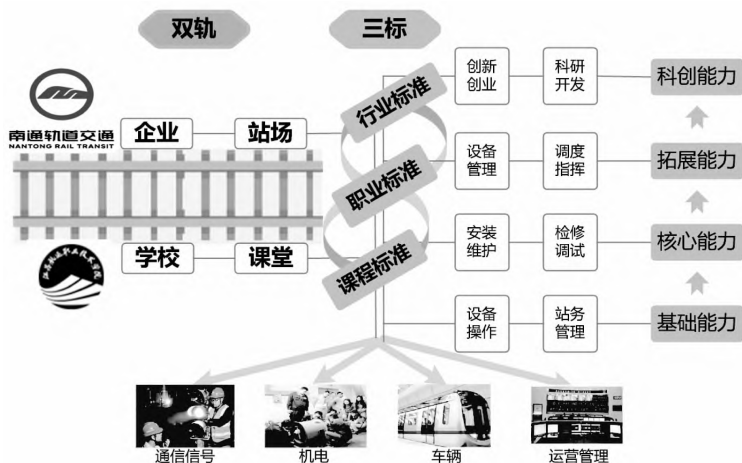 双轨
三标
南通轨道交通
NANTONG RAIL TRANSIT
企业
站场
学校
课堂
行业标准
职业标准
课程标准
创新
创业
科研
开发
科创能力
设备
管理
调度
指挥
拓展能力
安装
维护
检修
调试
核心能力
设备
操作
站务
管理
基础能力
通信信号
机电
车辆
运营管理